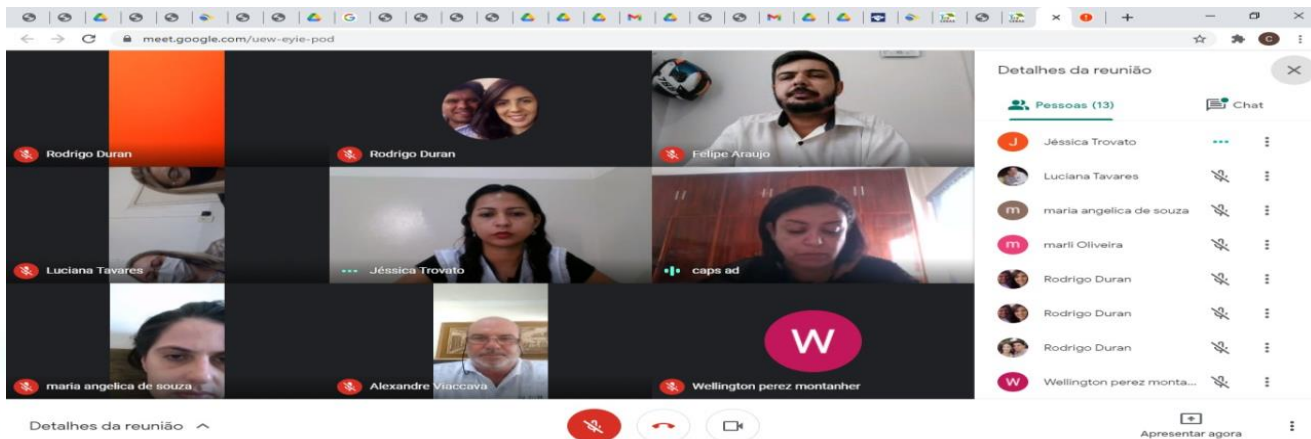 meet.google.com/uew-eyie-pod
C
Rodrigo Duran
Rodrigo Duran
Felipe Araujo
Luciana Tavares
Jéssica Trovato
caps ad
maria angelica de souza
Alexandre Viaccava
W
Wellington perez montanher
Detalhes da reunião
Pessoas (13)
Chat
J
Jéssica Trovato
Luciana Tavares
m
maria angelica de souza
m
marli Oliveira
Rodrigo Duran
Rodrigo Duran
Rodrigo Duran
W
Wellington perez monta...
Detalhes da reunião
Apresentar agora